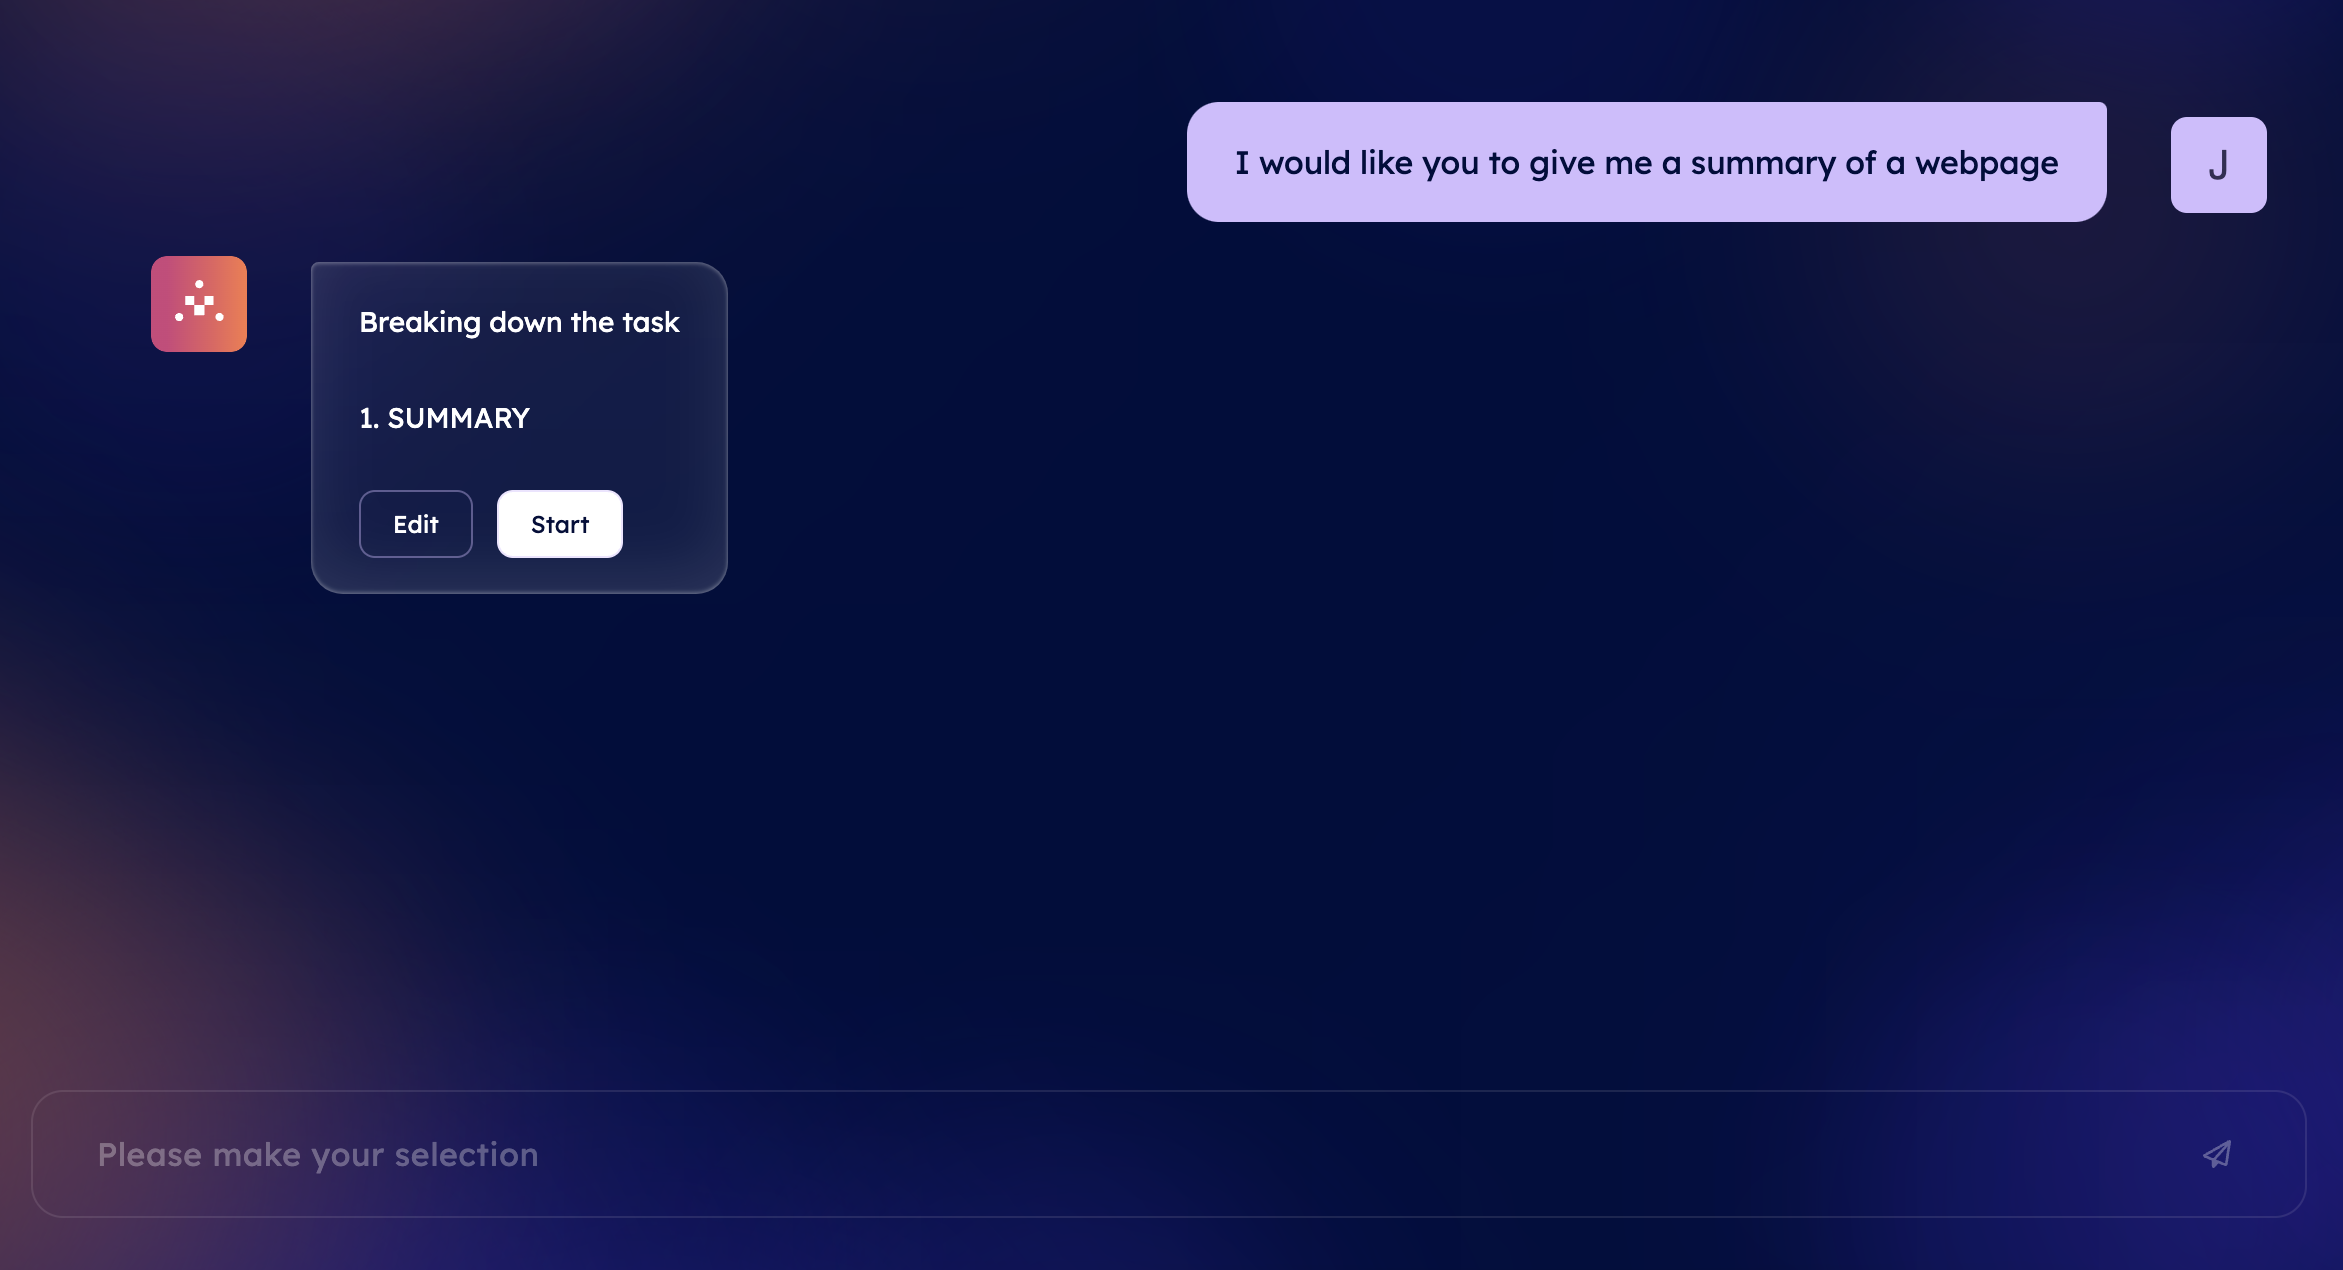 I would like you to give me a summary of a webpage
J
Breaking down the task
1. SUMMARY
Edit
Start
Please make your selection